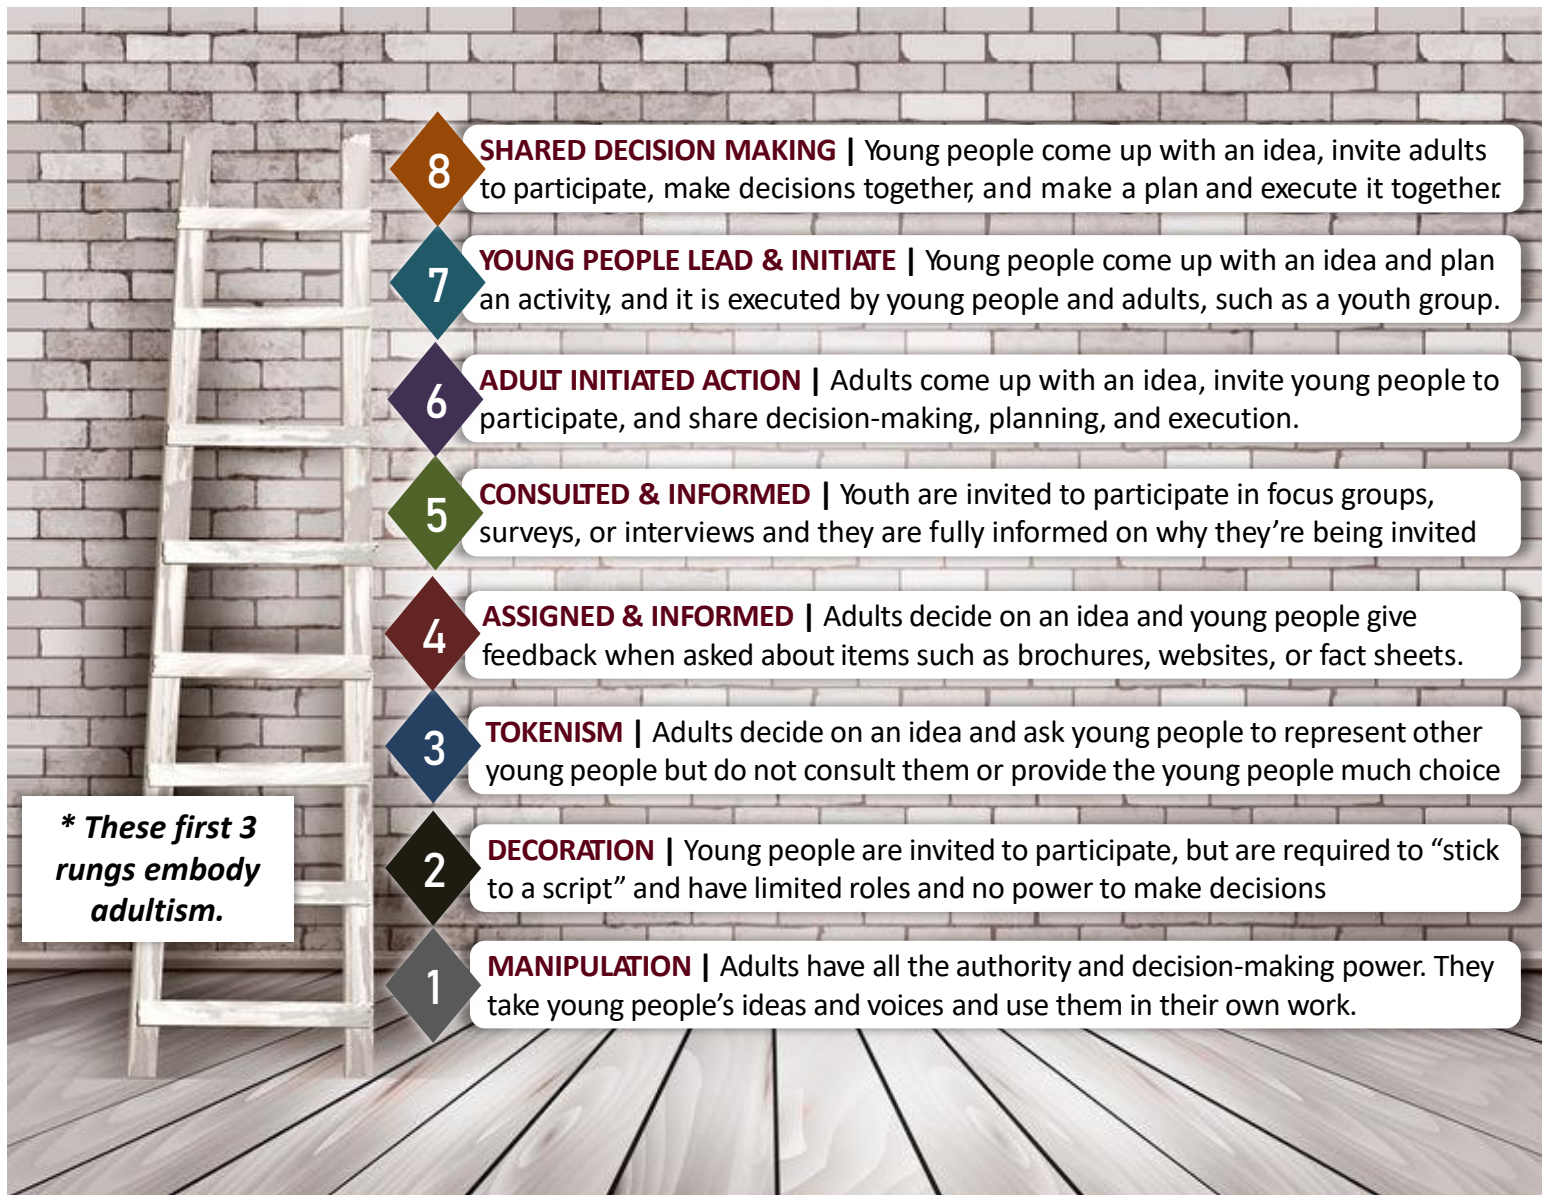 8
SHARED DECISION MAKING | Young people come up with an idea, invite adults
to participate, make decisions together, and make a plan and execute it together.
7
YOUNG PEOPLE LEAD & INITIATE | Young people come up with an idea and plan
an activity, and it is executed by young people and adults, such as a youth group.
6
ADULT INITIATED ACTION | Adults come up with an idea, invite young people to
participate, and share decision-making, planning, and execution.
5
CONSULTED & INFORMED | Youth are invited to participate in focus groups,
surveys, or interviews and they are fully informed on why they’re being invited
4
ASSIGNED & INFORMED | Adults decide on an idea and young people give
feedback when asked about items such as brochures, websites, or fact sheets.
3
TOKENISM | Adults decide on an idea and ask young people to represent other
young people but do not consult them or provide the young people much choice
* These first 3
rungs embody
adultism.
2
DECORATION | Young people are invited to participate, but are required to “stick
to a script” and have limited roles and no power to make decisions
1
MANIPULATION | Adults have all the authority and decision-making power. They
take young people’s ideas and voices and use them in their own work.